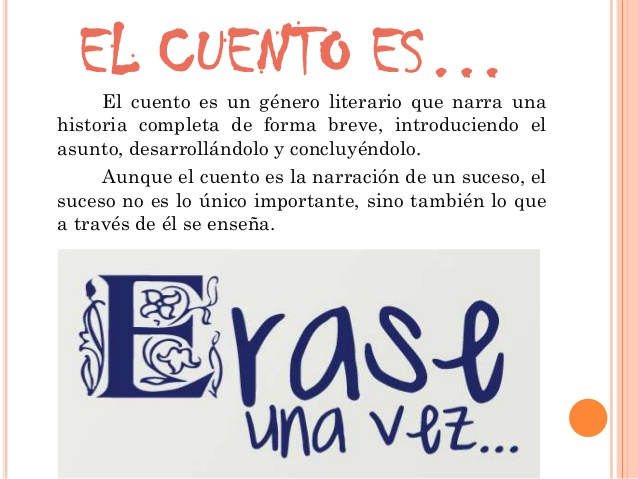 EL CUENTO ES...
El cuento es un género literario que narra una
historia completa de forma breve, introduciendo el
asunto, desarrollándolo y concluyéndolo.
Aunque el cuento es la narración de un suceso, el
suceso no es lo único importante, sino también lo que
a través de él se enseña.
Erase
una vez...